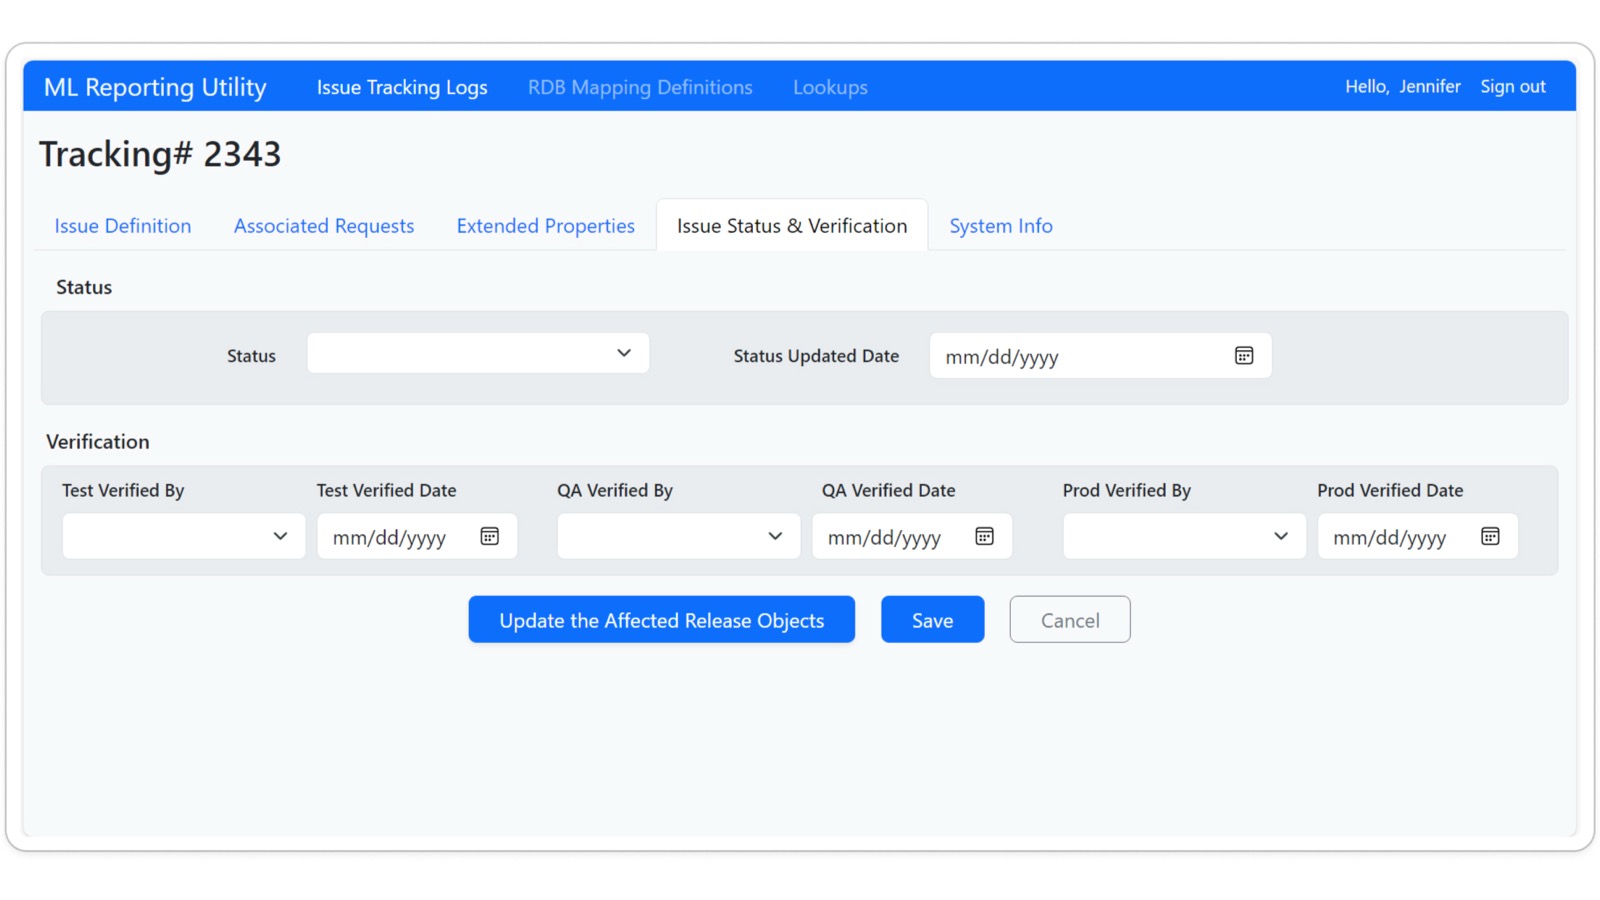 ML Reporting Utility Issue Tracking Logs RDB Mapping Definitions Lookups Hello, Jennifer Sign out
Tracking# 2343
Issue Definition Associated Requests Extended Properties Issue Status & Verification System Info
Status
Status Status Updated Date mm/dd/yyyy
Verification
Test Verified By Test Verified Date QA Verified By QA Verified Date Prod Verified By Prod Verified Date
mm/dd/yyyy mm/dd/yyyy mm/dd/yyyy
Update the Affected Release Objects Save Cancel